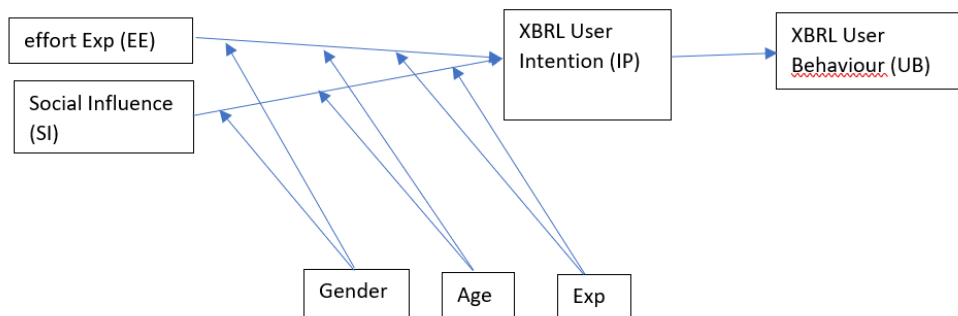 effort Exp (EE)
Social Influence
(SI)
XBRL User
Intention (IP)
XBRL User
Behaviour (UB)
Gender
Age
Exp